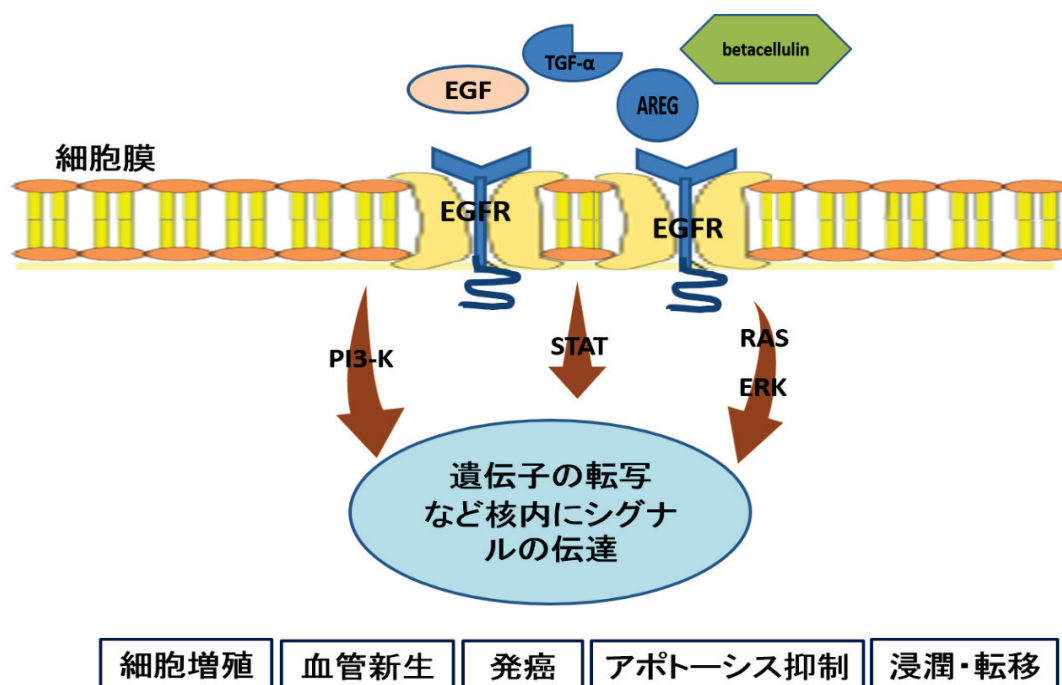 betacellulin
TGF-α
EGF
AREG
細胞膜
EGFR
EGFR
PI3-K
STAT
RAS
ERK
遺伝子の転写
など核内にシグナ
ルの伝達
細胞増殖
血管新生
発癌
アポトーシス抑制
浸潤・転移